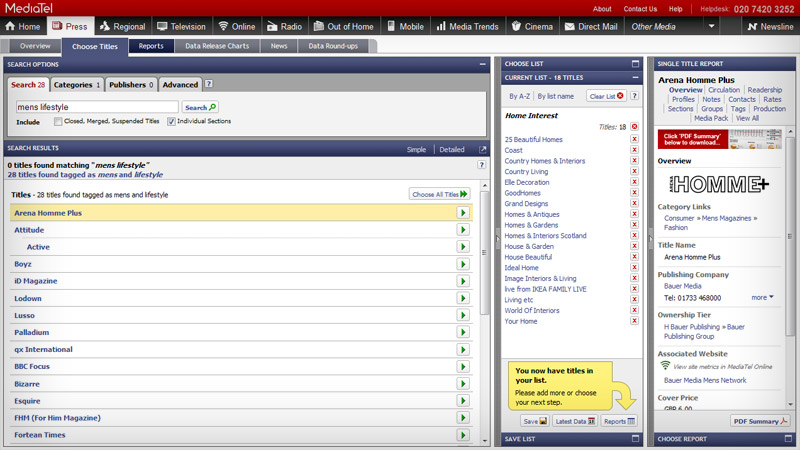 MediaTel
About Contact Us Help Helpdesk: 020 7420 3252
Home Press Regional Television Online Radio Out of Home Mobile Media Trends Cinema Direct Mail Other Media Newsline
Overview Choose Titles Reports Data Release Charts News Data Round-ups
SEARCH OPTIONS
Search 28 Categories 1 Publishers 0 Advanced ?
mens lifestyle Search
Include Closed, Merged, Suspended Titles Individual Sections
SEARCH RESULTS Simple Detailed
0 titles found matching "mens lifestyle" ?
28 titles found tagged as mens and lifestyle
Titles - 28 titles found tagged as mens and lifestyle Choose All Titles
Arena Homme Plus
Attitude
Active
Boyz
iD Magazine
Lodown
Lusso
Palladium
qx International
BBC Focus
Bizarre
Esquire
FHM (For Him Magazine)
Fortean Times
CHOOSE LIST
CURRENT LIST - 18 TITLES
By A-Z By list name Clear List ?
Home Interest
Titles: 18
25 Beautiful Homes
Coast
Country Homes & Interiors
Country Living
Elle Decoration
GoodHomes
Grand Designs
Homes & Antiques
Homes & Gardens
Homes & Interiors Scotland
House & Garden
House Beautiful
Ideal Home
Image Interiors & Living
live from IKEA FAMILY LIVE
Living etc
World Of Interiors
Your Home
You now have titles in
your list.
Please add more or choose
your next step.
Save Latest Data Reports
SAVE LIST
SINGLE TITLE REPORT
Arena Homme Plus
Overview Circulation Readership
Profiles Notes Contacts Rates
Sections Groups Tags Production
Media Pack View All
Click 'PDF Summary'
below to download...
Overview
ARENA HOMME+
Category Links
Consumer » Mens Magazines »
Fashion
Title Name
Arena Homme Plus
Publishing Company
Bauer Media
Tel: 01733 468000 more
Ownership Tier
H Bauer Publishing » Bauer
Publishing Group
Associated Website
View site metrics in MediaTel Online
Bauer Media Mens Network
Cover Price
GBP 6.00
PDF Summary
CHOOSE REPORT